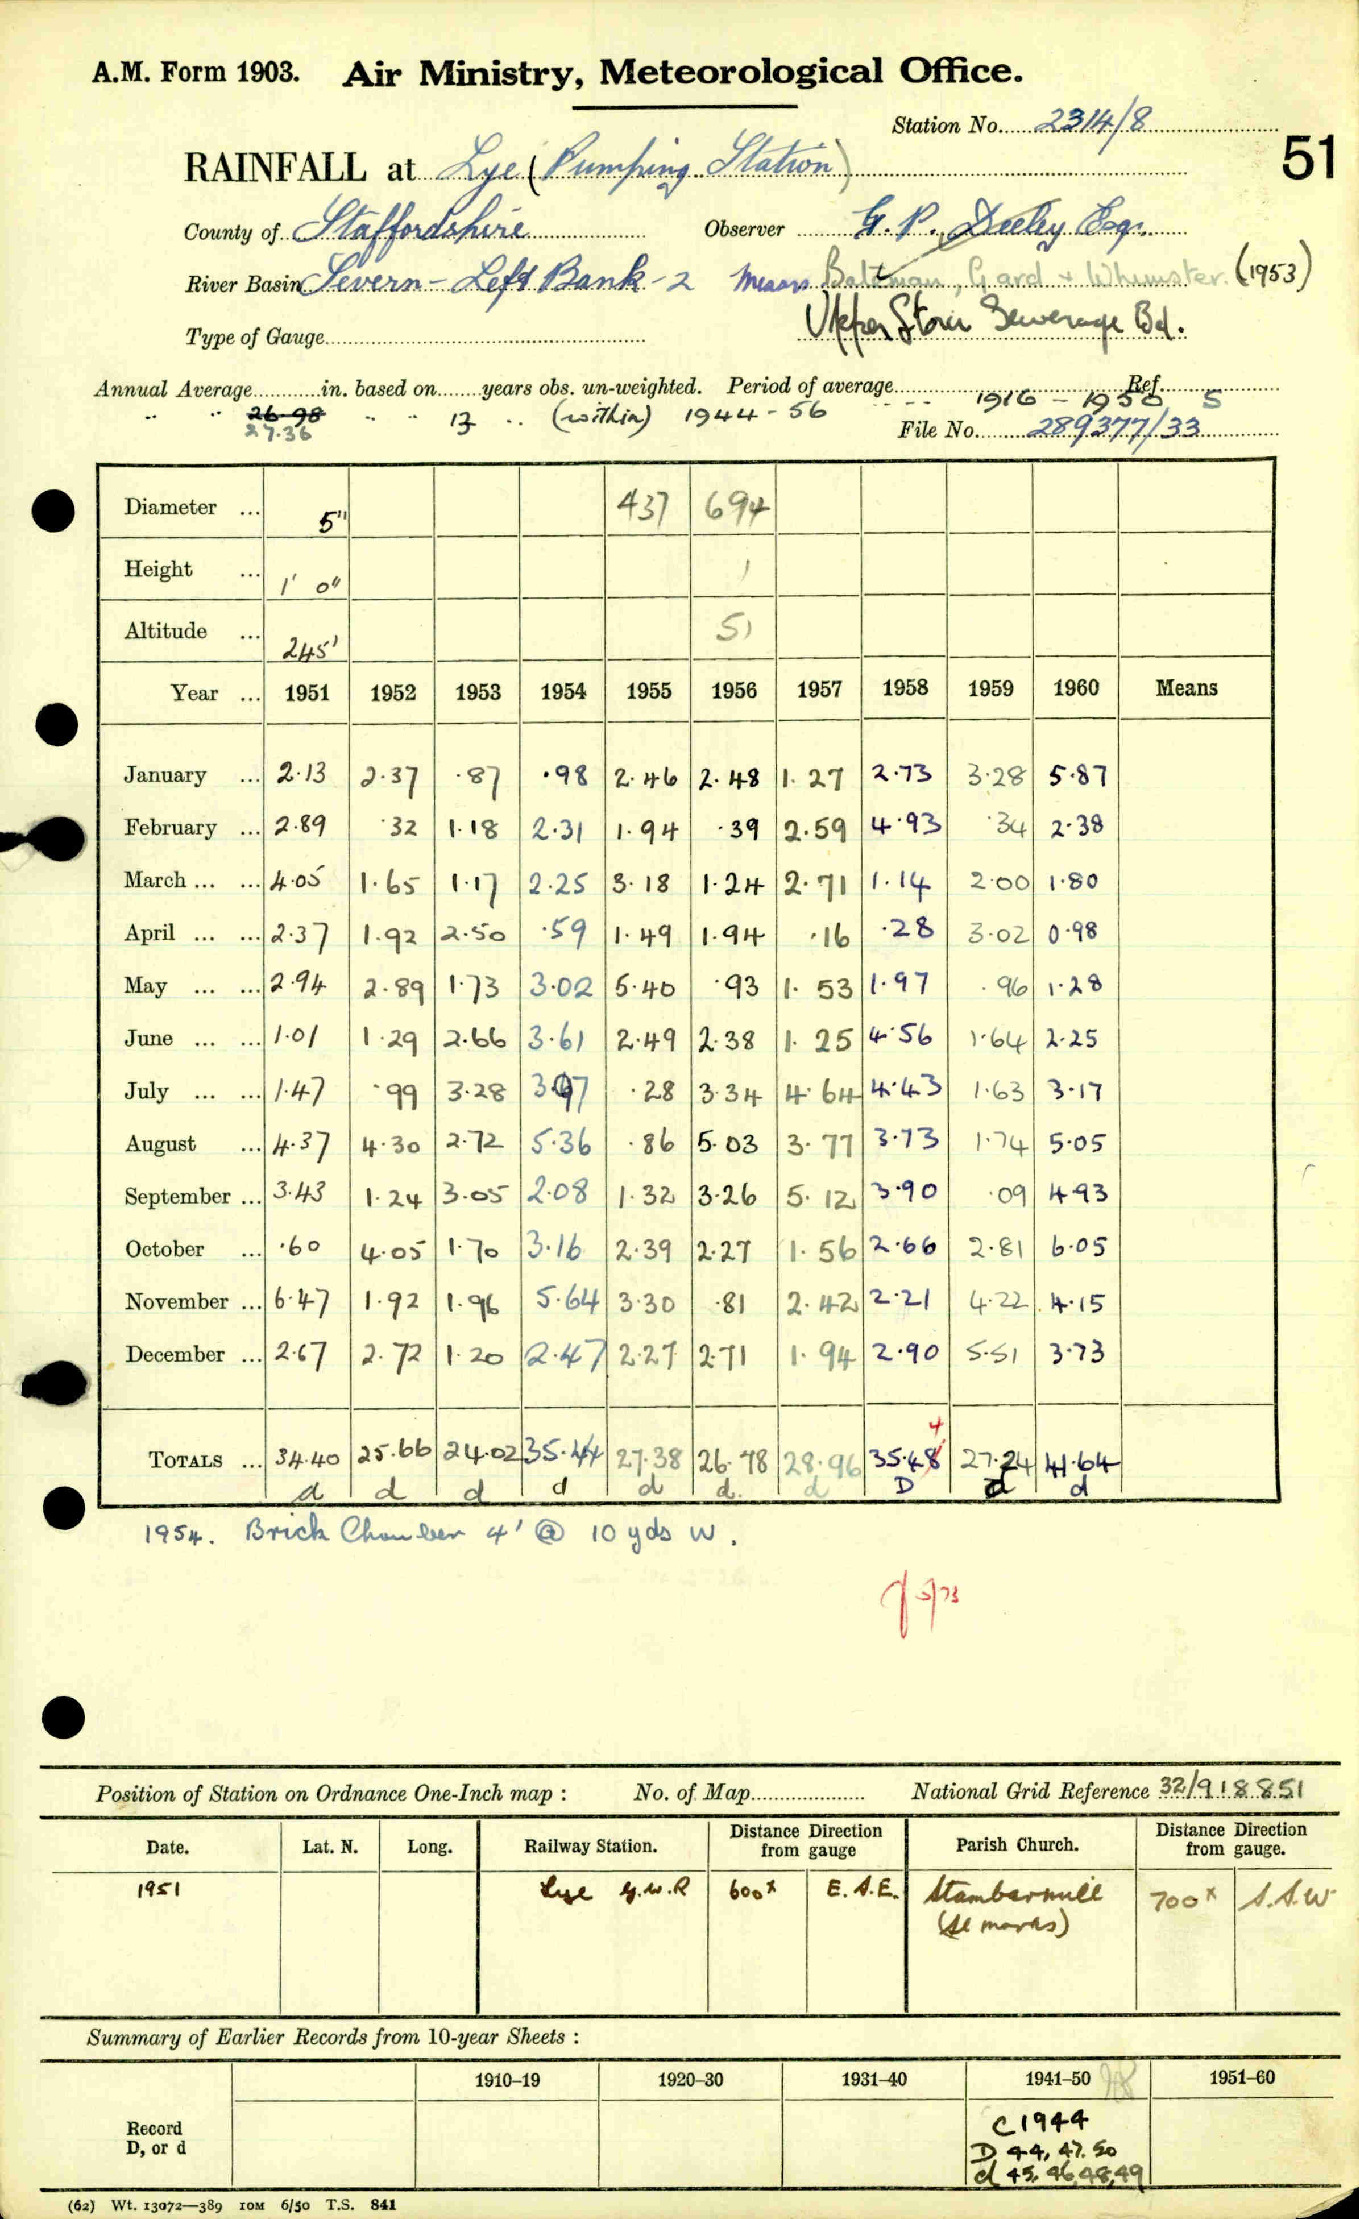 A.M. Form 1903. Air Ministry, Meteorological Office.
Station No. 2314/8
51
RAINFALL at Lye (Pumping Station)
County of Staffordshire Observer G. P. Deeley Esq.
River Basin Severn - Left Bank - 2 Messrs Bateman, Gard & Whimster. (1953)
Type of Gauge Upper Stour Sewerage Bd.
Annual Average in. based on years obs. un-weighted. Period of average 1916 - 1950 Ref. 5
" " 26.98 " " 13 " (within) 1944 - 56
27.36
File No. 289377/33
Diameter ... 5" 437 694
Height ... 1' 0" 1
Altitude ... 245' 51
Year ... 1951 1952 1953 1954 1955 1956 1957 1958 1959 1960 Means
January ... 2.13 2.37 .87 .98 2.46 2.48 1.27 2.73 3.28 5.87
February ... 2.89 .32 1.18 2.31 1.94 .39 2.59 4.93 .34 2.38
March ... ... 4.05 1.65 1.17 2.25 3.18 1.24 2.71 1.14 2.00 1.80
April ... ... 2.37 1.92 2.50 .59 1.49 1.94 .16 .28 3.02 0.98
May ... ... 2.94 2.89 1.73 3.02 5.40 .93 1.53 1.97 .96 1.28
June ... ... 1.01 1.29 2.66 3.61 2.49 2.38 1.25 4.56 1.64 2.25
July ... ... 1.47 .99 3.28 3.97 .28 3.34 4.64 4.43 1.63 3.17
August ... 4.37 4.30 2.72 5.36 .86 5.03 3.77 3.73 1.74 5.05
September ... 3.43 1.24 3.05 2.08 1.32 3.26 5.12 3.90 .09 4.93
October ... .60 4.05 1.70 3.16 2.39 2.27 1.56 2.66 2.81 6.05
November ... 6.47 1.92 1.96 5.64 3.30 .81 2.42 2.21 4.22 4.15
December ... 2.67 2.72 1.20 2.47 2.27 2.71 1.94 2.90 5.51 3.73
4
TOTALS ... 34.40 25.66 24.02 35.44 27.38 26.78 28.96 35.48 27.24 41.64
d d d d d d d D d d
1954. Brick Chamber 4' @ 10 yds W.
5/73
Position of Station on Ordnance One-Inch map : No. of Map National Grid Reference 32/918851
Date. Lat. N. Long. Railway Station. Distance Direction from gauge Parish Church. Distance Direction from gauge.
1951 Lye G.W.R 600x E.S.E. Stambermill 700x S.S.W
(St marks)
Summary of Earlier Records from 10-year Sheets :
1910–19 1920–30 1931–40 1941–50 1951–60
Record D, or d
C 1944
D 44, 47, 50
d 45, 46, 48, 49
(62) Wt. 13072—389 10M 6/50 T.S. 841